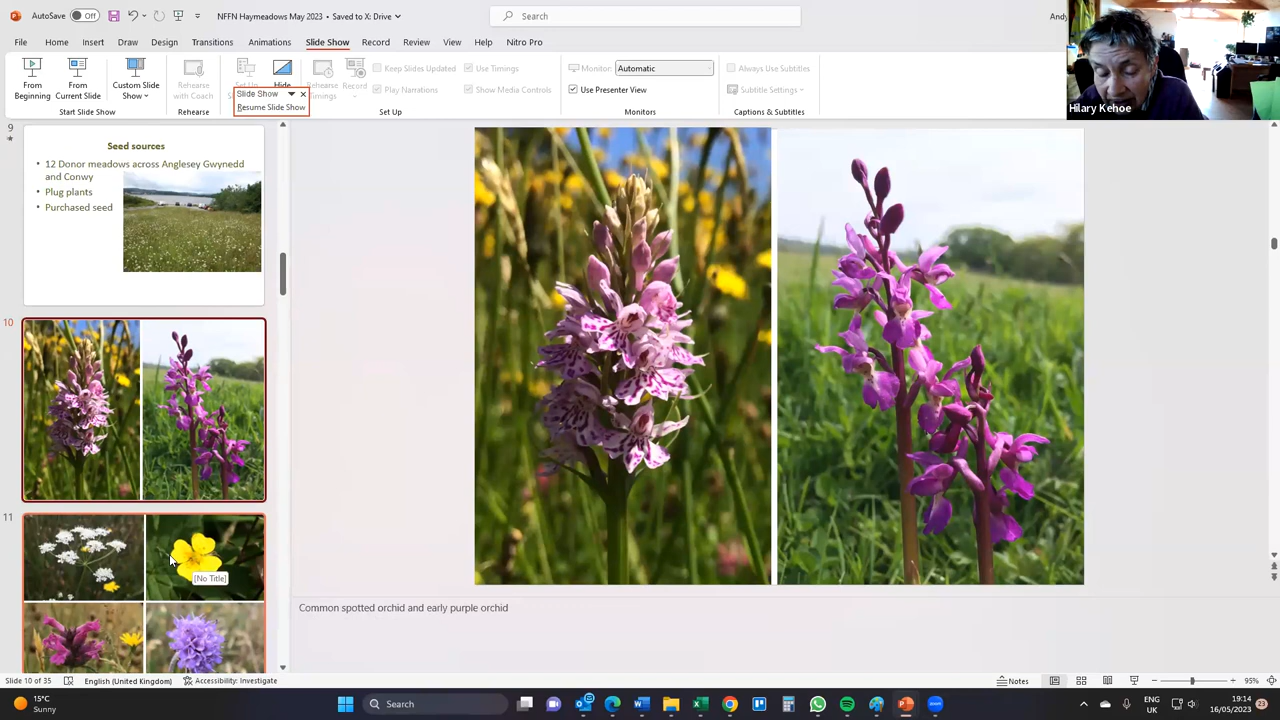 AutoSave Off NFFN Haymeadows May 2023 • Saved to X: Drive Search Andy
File Home Insert Draw Design Transitions Animations Slide Show Record Review View Help Nitro Pro
From Beginning
From Current Slide
Custom Slide Show
Rehearse with Coach
Hide
Rehearse Timings
Record
Keep Slides Updated
Use Timings
Play Narrations
Show Media Controls
Monitor: Automatic
Use Presenter View
Always Use Subtitles
Subtitle Settings
Slide Show
Resume Slide Show
Start Slide Show Rehearse Set Up Monitors Captions & Subtitles
Hilary Kehoe
9
Seed sources
• 12 Donor meadows across Anglesey Gwynedd
and Conwy
• Plug plants
• Purchased seed
10
11
[No Title]
Common spotted orchid and early purple orchid
Slide 10 of 35 English (United Kingdom) Accessibility: Investigate Notes 95%
15°C
Sunny
Search
ENG
UK
19:14
16/05/2023
23